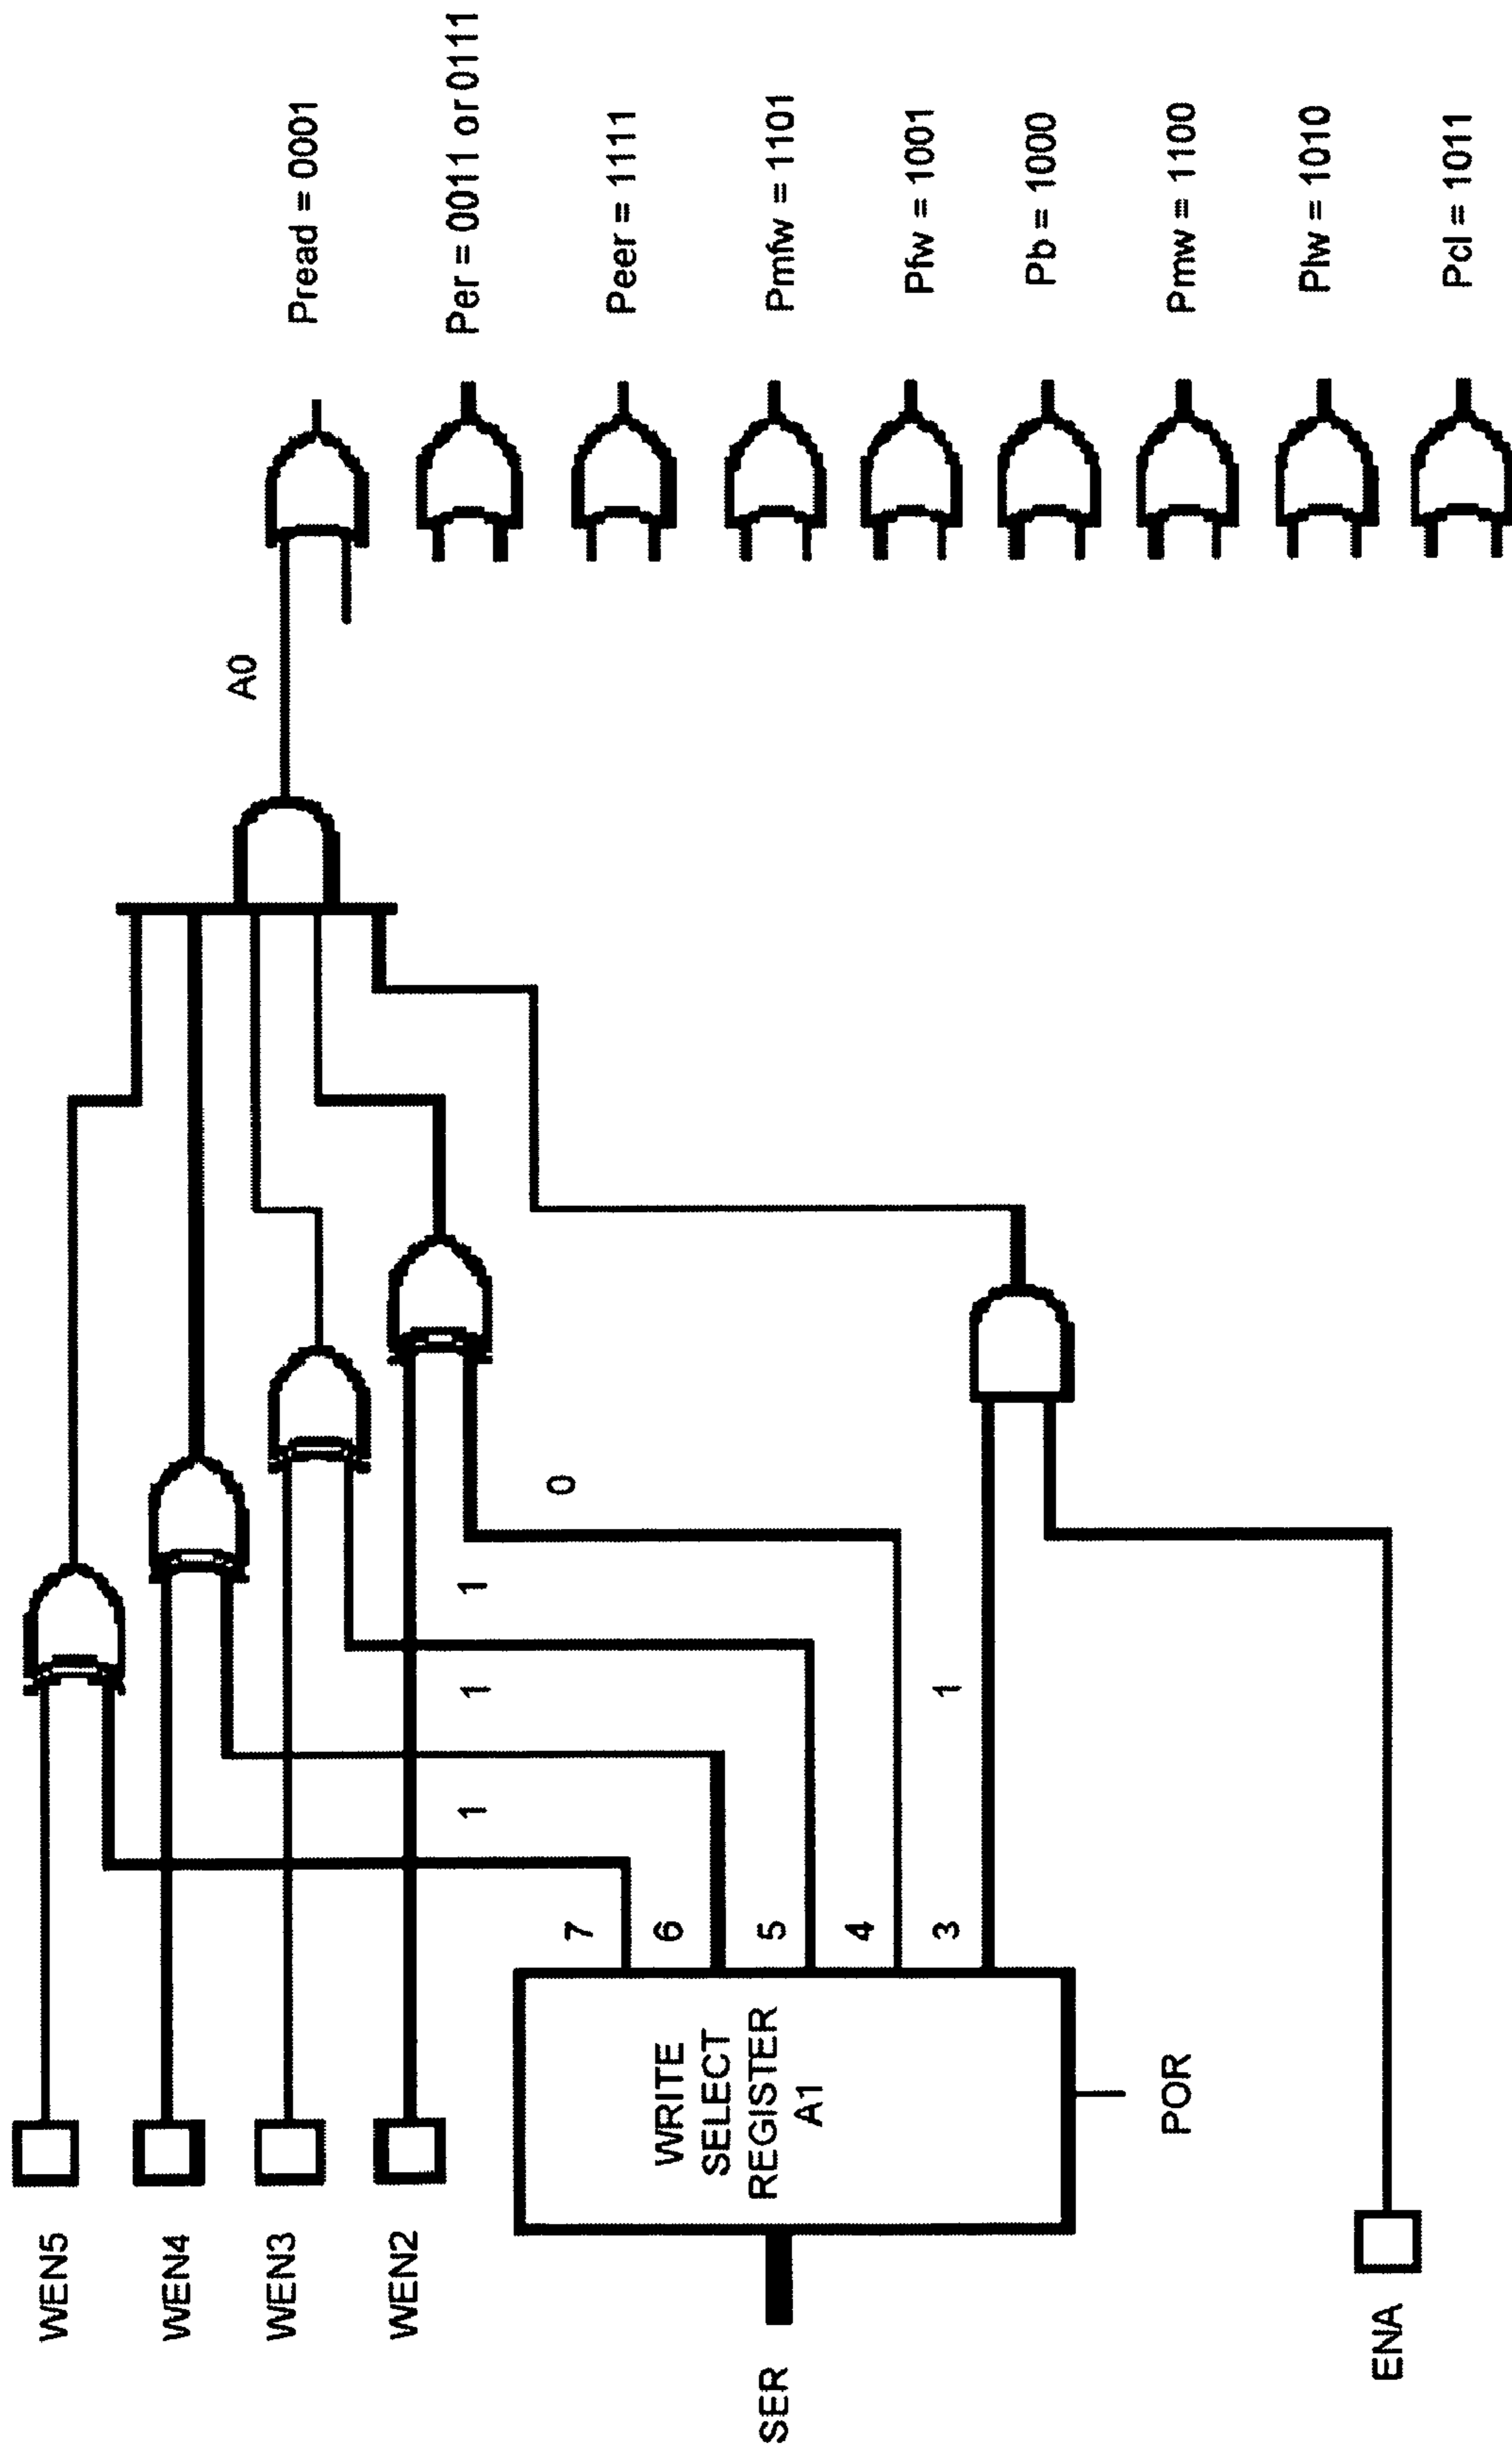 WEN5
WEN4
WEN3
WEN2
SER
WRITE
SELECT
REGISTER
A1
POR
ENA
7
6
5
4
3
1
1
1
0
1
A0
Pread = 0001
Per = 0011 or 0111
Peer = 1111
Pmfw = 1101
Pfw = 1001
Pb = 1000
Pmw = 1100
Plw = 1010
Pcl = 1011